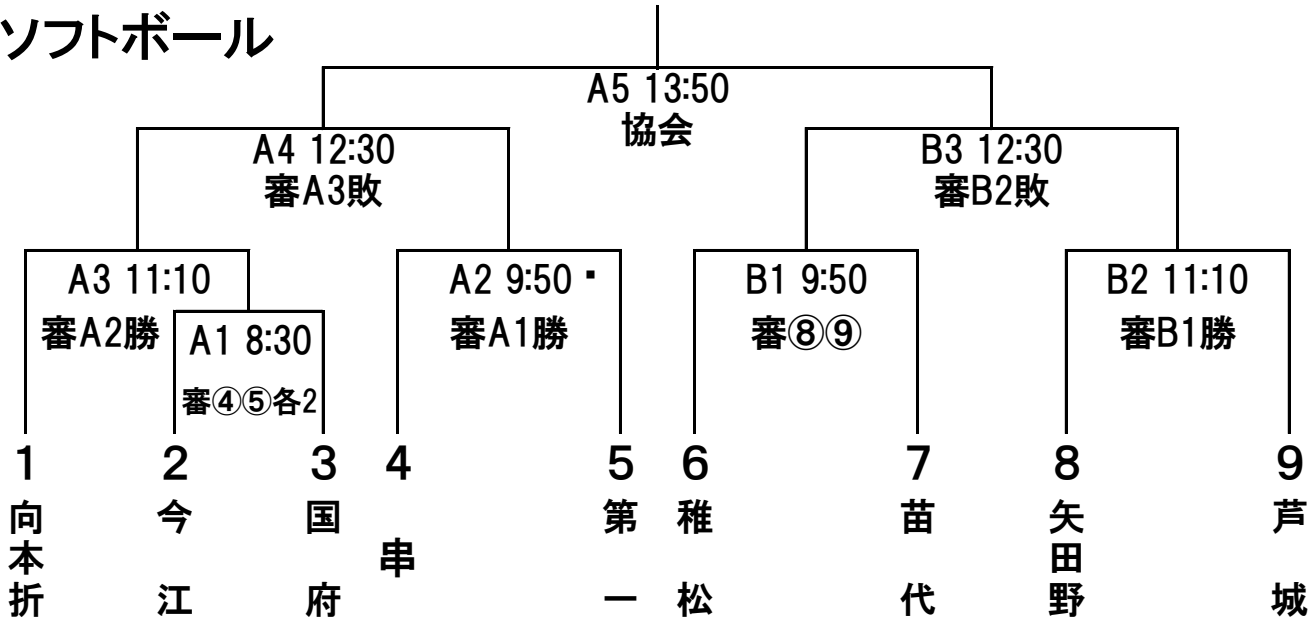 ソフトボール
A5 13:50
協会
A4 12:30
審A3敗
B3 12:30
審B2敗
A3 11:10
審A2勝
A2 9:50
審A1勝
B1 9:50
審⑧⑨
B2 11:10
審B1勝
A1 8:30
審④⑤各2
1 2 3 4 5 6 7 8 9
向本折
今江
国府
串
第一
稚松
苗代
矢田野
芦城